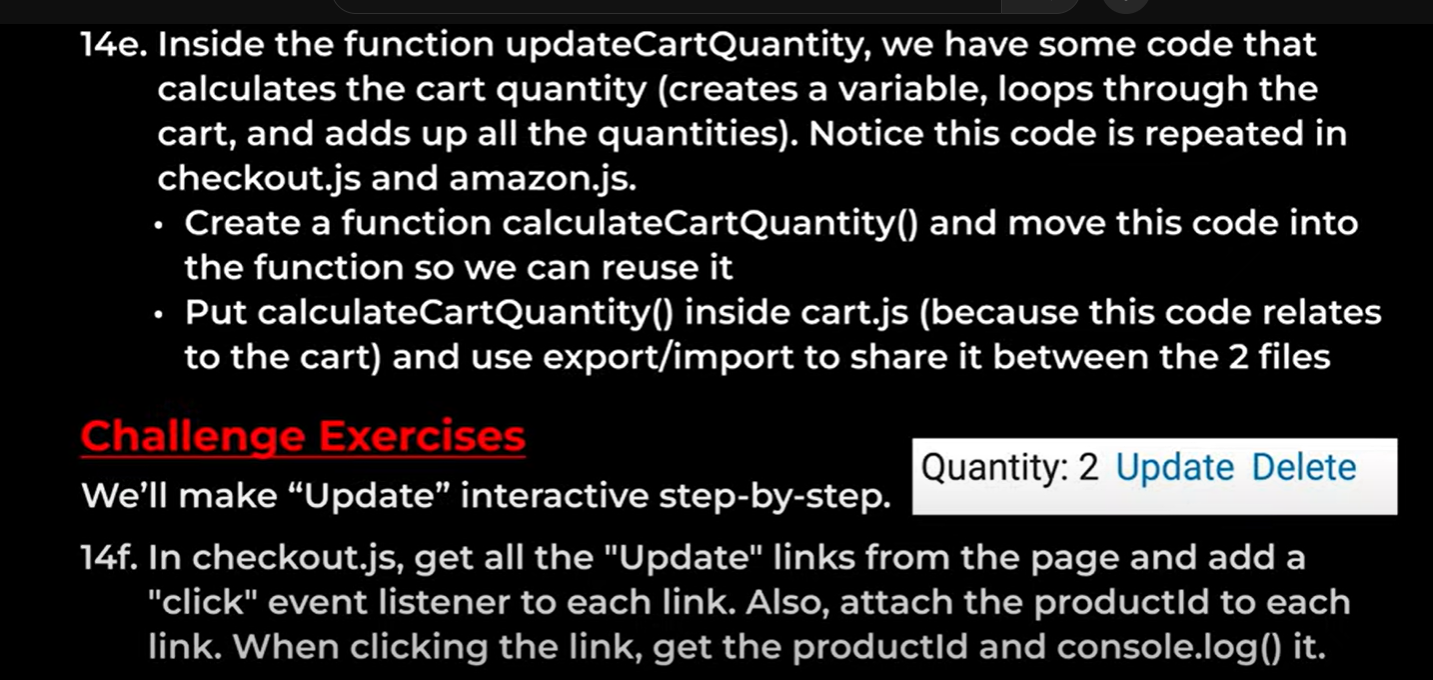 14e. Inside the function updateCartQuantity, we have some code that
calculates the cart quantity (creates a variable, loops through the
cart, and adds up all the quantities). Notice this code is repeated in
checkout.js and amazon.js.
• Create a function calculateCartQuantity() and move this code into
the function so we can reuse it
• Put calculateCartQuantity() inside cart.js (because this code relates
to the cart) and use export/import to share it between the 2 files
Challenge Exercises
We'll make “Update” interactive step-by-step.
Quantity: 2 Update Delete
14f. In checkout.js, get all the "Update" links from the page and add a
"click" event listener to each link. Also, attach the productId to each
link. When clicking the link, get the productId and console.log() it.